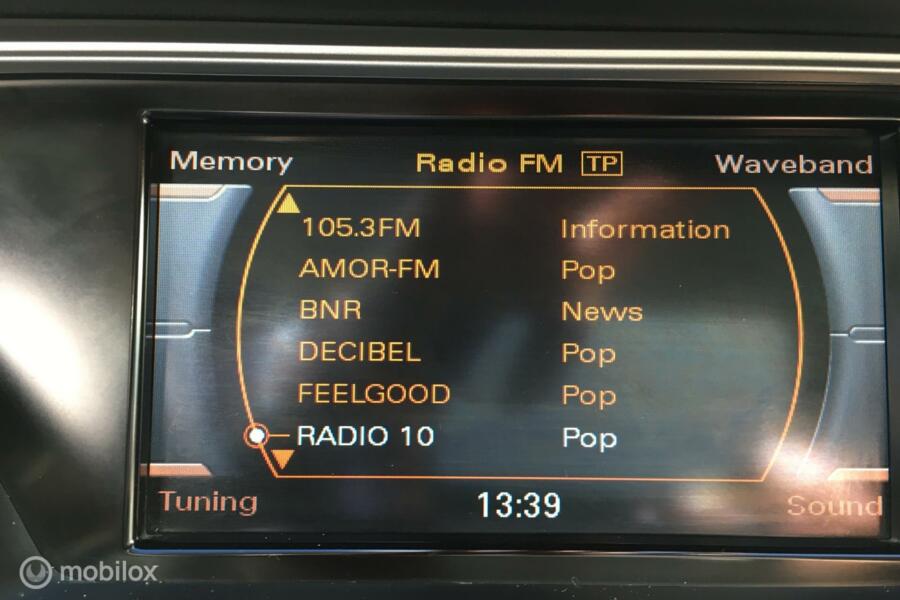 Memory Radio FM TP Waveband
105.3FM Information
AMOR-FM Pop
BNR News
DECIBEL Pop
FEELGOOD Pop
RADIO 10 Pop
Tuning 13:39 Sound
mobilox